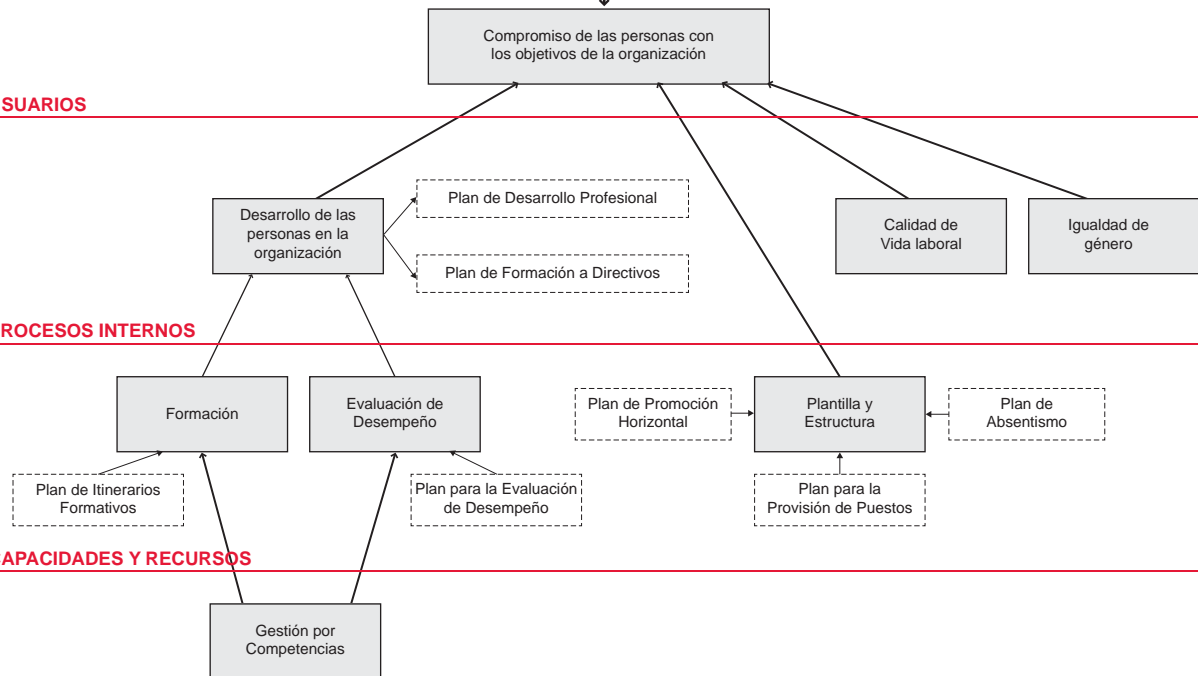 Compromiso de las personas con
los objetivos de la organización
SUARIOS
Desarrollo de las
personas en la
organización
Plan de Desarrollo Profesional
Plan de Formación a Directivos
Calidad de
Vida laboral
Igualdad de
género
ROCESOS INTERNOS
Formación
Evaluación de
Desempeño
Plan de Promoción
Horizontal
Plantilla y
Estructura
Plan de
Absentismo
Plan de Itinerarios
Formativos
Plan para la Evaluación
de Desempeño
Plan para la
Provisión de Puestos
APACIDADES Y RECURSOS
Gestión por
Competencias